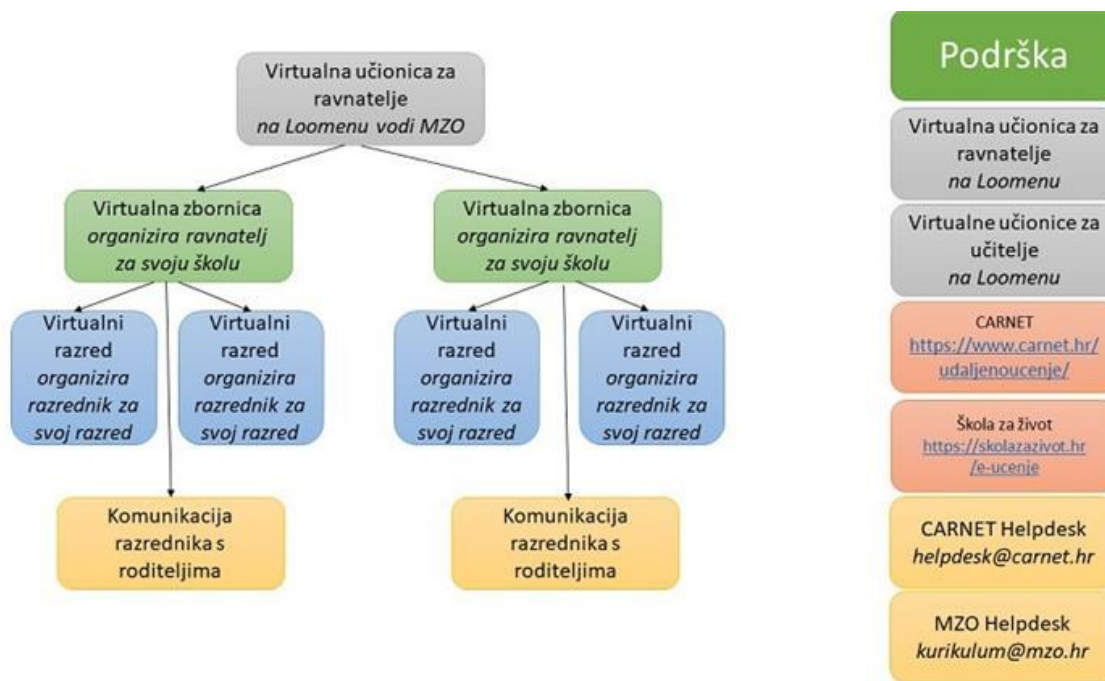 Virtualna učionica za
ravnatelje
na Loomenu vodi MZO
Virtualna zbornica
organizira ravnatelj
za svoju školu
Virtualna zbornica
organizira ravnatelj
za svoju školu
Virtualni
razred
organizira
razrednik za
svoj razred
Virtualni
razred
organizira
razrednik za
svoj razred
Virtualni
razred
organizira
razrednik za
svoj razred
Virtualni
razred
organizira
razrednik za
svoj razred
Komunikacija
razrednika s
roditeljima
Komunikacija
razrednika s
roditeljima
Podrška
Virtualna učionica za
ravnatelje
na Loomenu
Virtualne učionice za
učitelje
na Loomenu
CARNET
https://www.carnet.hr/
udaljenoucenje/
Škola za život
https://skolazazivot.hr
/e-ucenje
CARNET Helpdesk
helpdesk@carnet.hr
MZO Helpdesk
kurikulum@mzo.hr